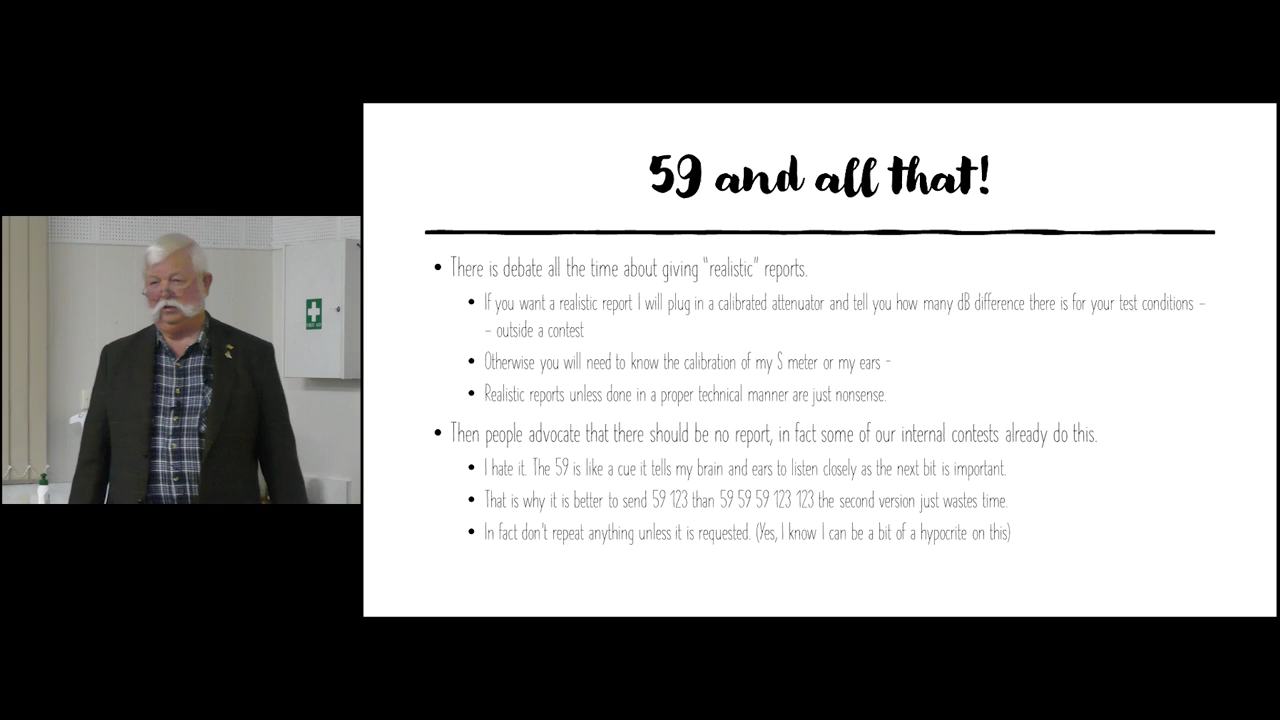 59 and all that!
• There is debate all the time about giving “realistic” reports.
• If you want a realistic report I will plug in a calibrated attenuator and tell you how many dB difference there is for your test conditions –
– outside a contest
• Otherwise you will need to know the calibration of my S meter or my ears -
• Realistic reports unless done in a proper technical manner are just nonsense.
• Then people advocate that there should be no report, in fact some of our internal contests already do this.
• I hate it. The 59 is like a cue it tells my brain and ears to listen closely as the next bit is important.
• That is why it is better to send 59 123 than 59 59 59 123 123 the second version just wastes time.
• In fact don't repeat anything unless it is requested. (Yes, I know I can be a bit of a hypocrite on this)
FIRST AID